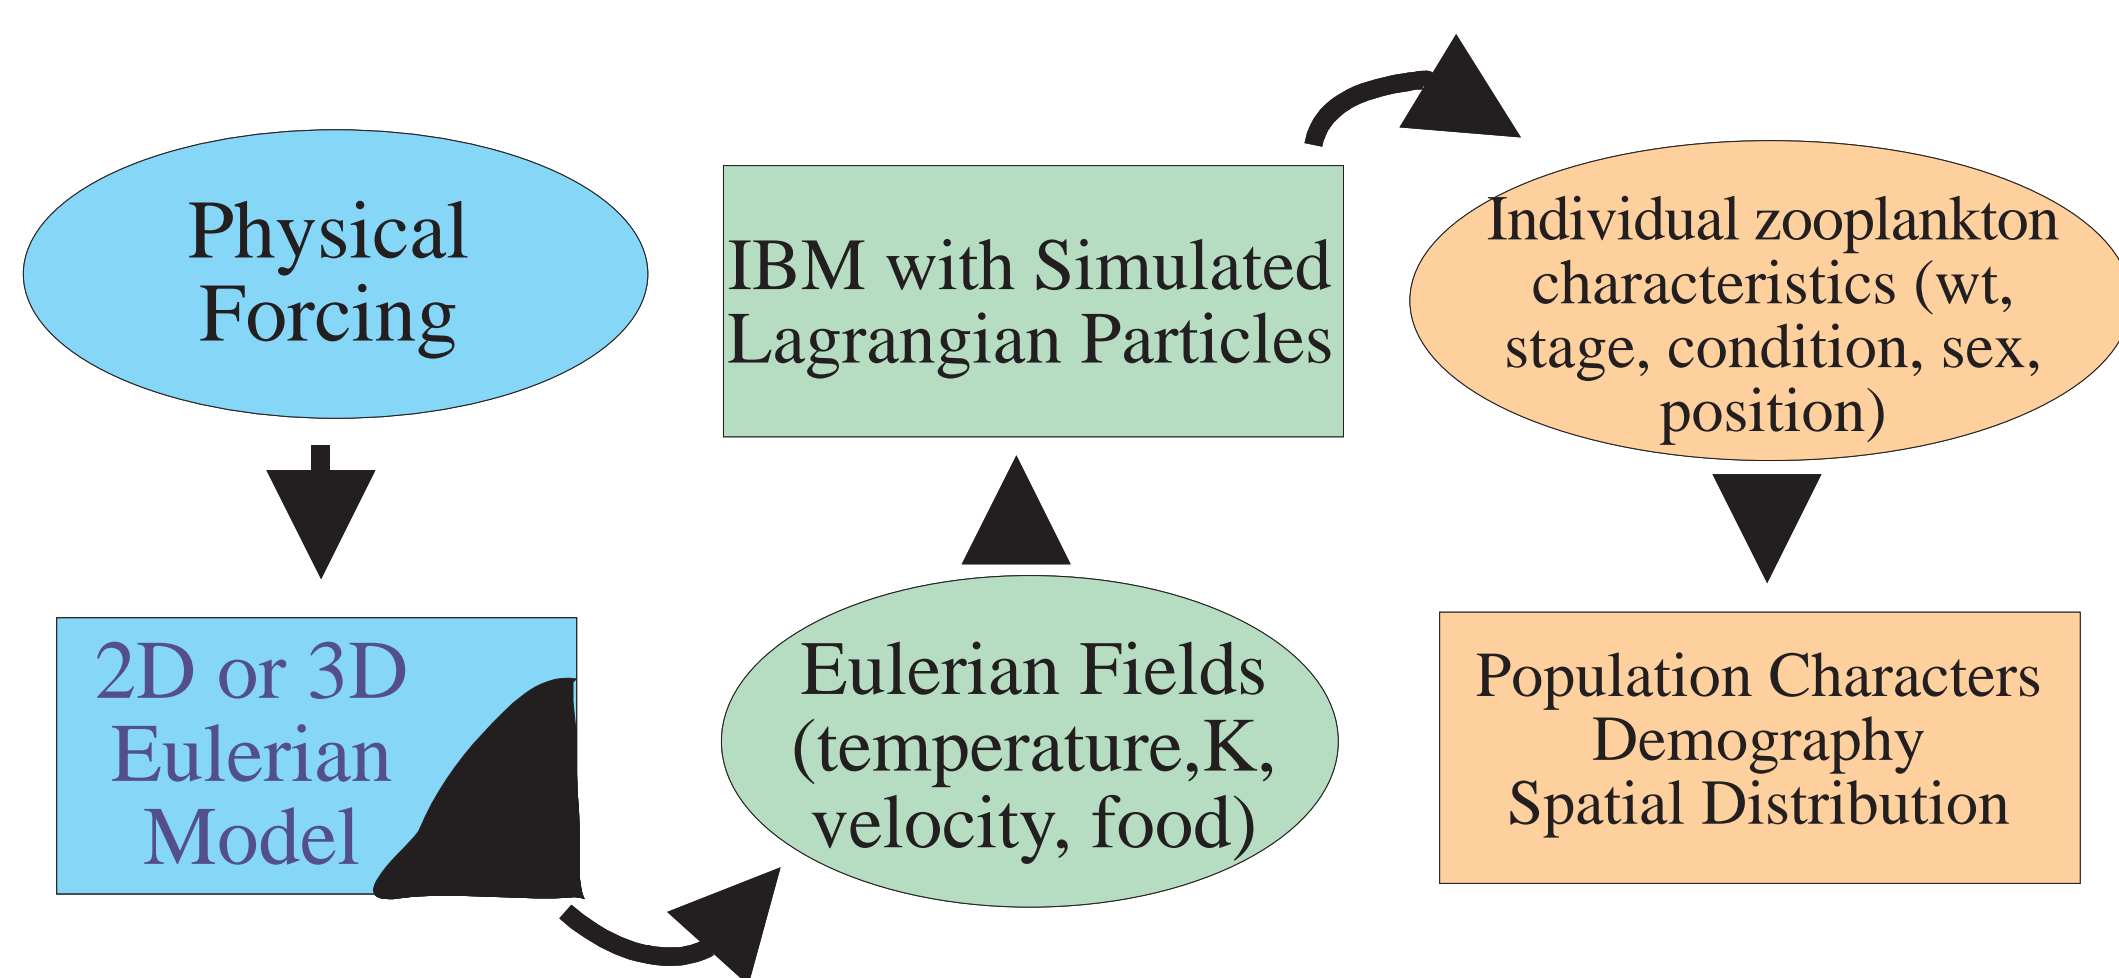 Physical
Forcing
2D or 3D
Eulerian
Model
Eulerian Fields
(temperature,K,
velocity, food)
IBM with Simulated
Lagrangian Particles
Individual zooplankton
characteristics (wt,
stage, condition, sex,
position)
Population Characters
Demography
Spatial Distribution